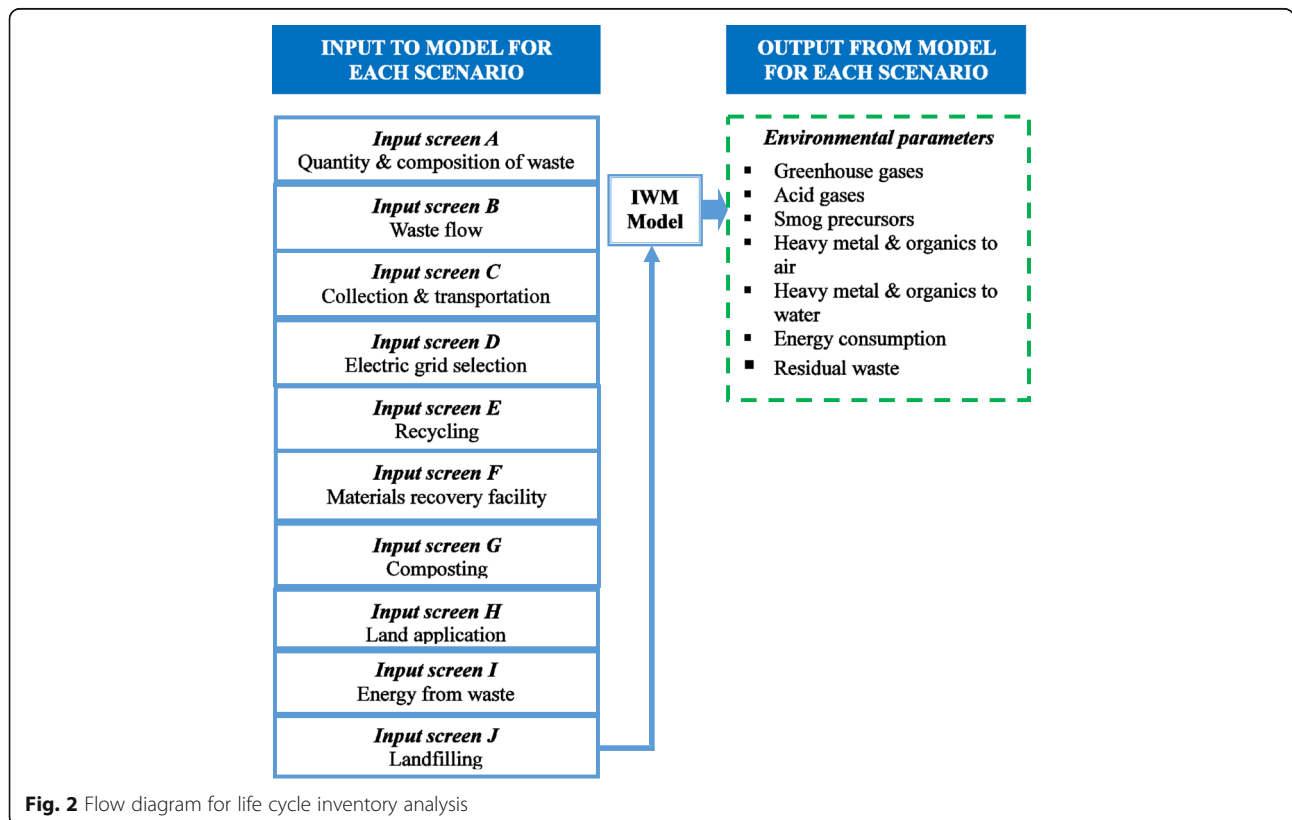 INPUT TO MODEL FOR
EACH SCENARIO
Input screen A
Quantity & composition of waste
Input screen B
Waste flow
Input screen C
Collection & transportation
Input screen D
Electric grid selection
Input screen E
Recycling
Input screen F
Materials recovery facility
Input screen G
Composting
Input screen H
Land application
Input screen I
Energy from waste
Input screen J
Landfilling
IWM
Model
OUTPUT FROM MODEL
FOR EACH SCENARIO
Environmental parameters
▪ Greenhouse gases
▪ Acid gases
▪ Smog precursors
▪ Heavy metal & organics to
air
▪ Heavy metal & organics to
water
▪ Energy consumption
▪ Residual waste
Fig. 2 Flow diagram for life cycle inventory analysis